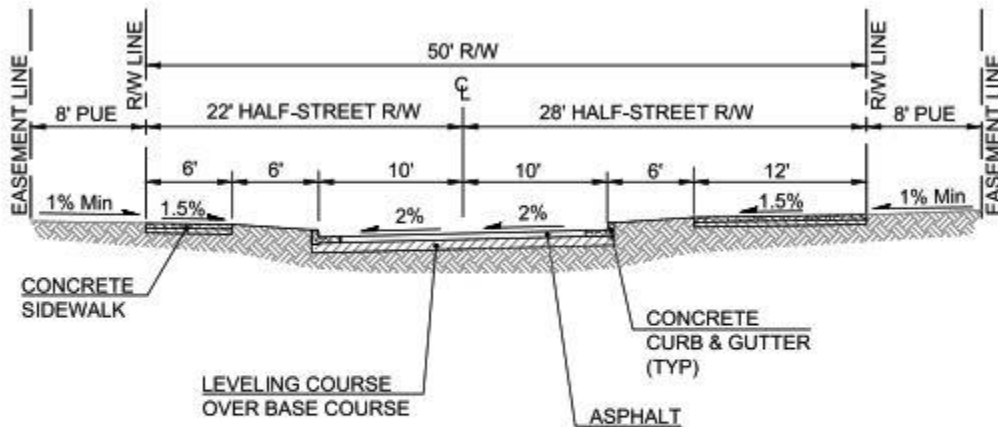 EASEMENT LINE
R/W LINE
50' R/W
R/W LINE
EASEMENT LINE
℄
8' PUE
22' HALF-STREET R/W
28' HALF-STREET R/W
8' PUE
6'
6'
10'
10'
6'
12'
1% Min
1.5%
2%
2%
1.5%
1% Min
CONCRETE
SIDEWALK
CONCRETE
CURB & GUTTER
(TYP)
LEVELING COURSE
OVER BASE COURSE
ASPHALT